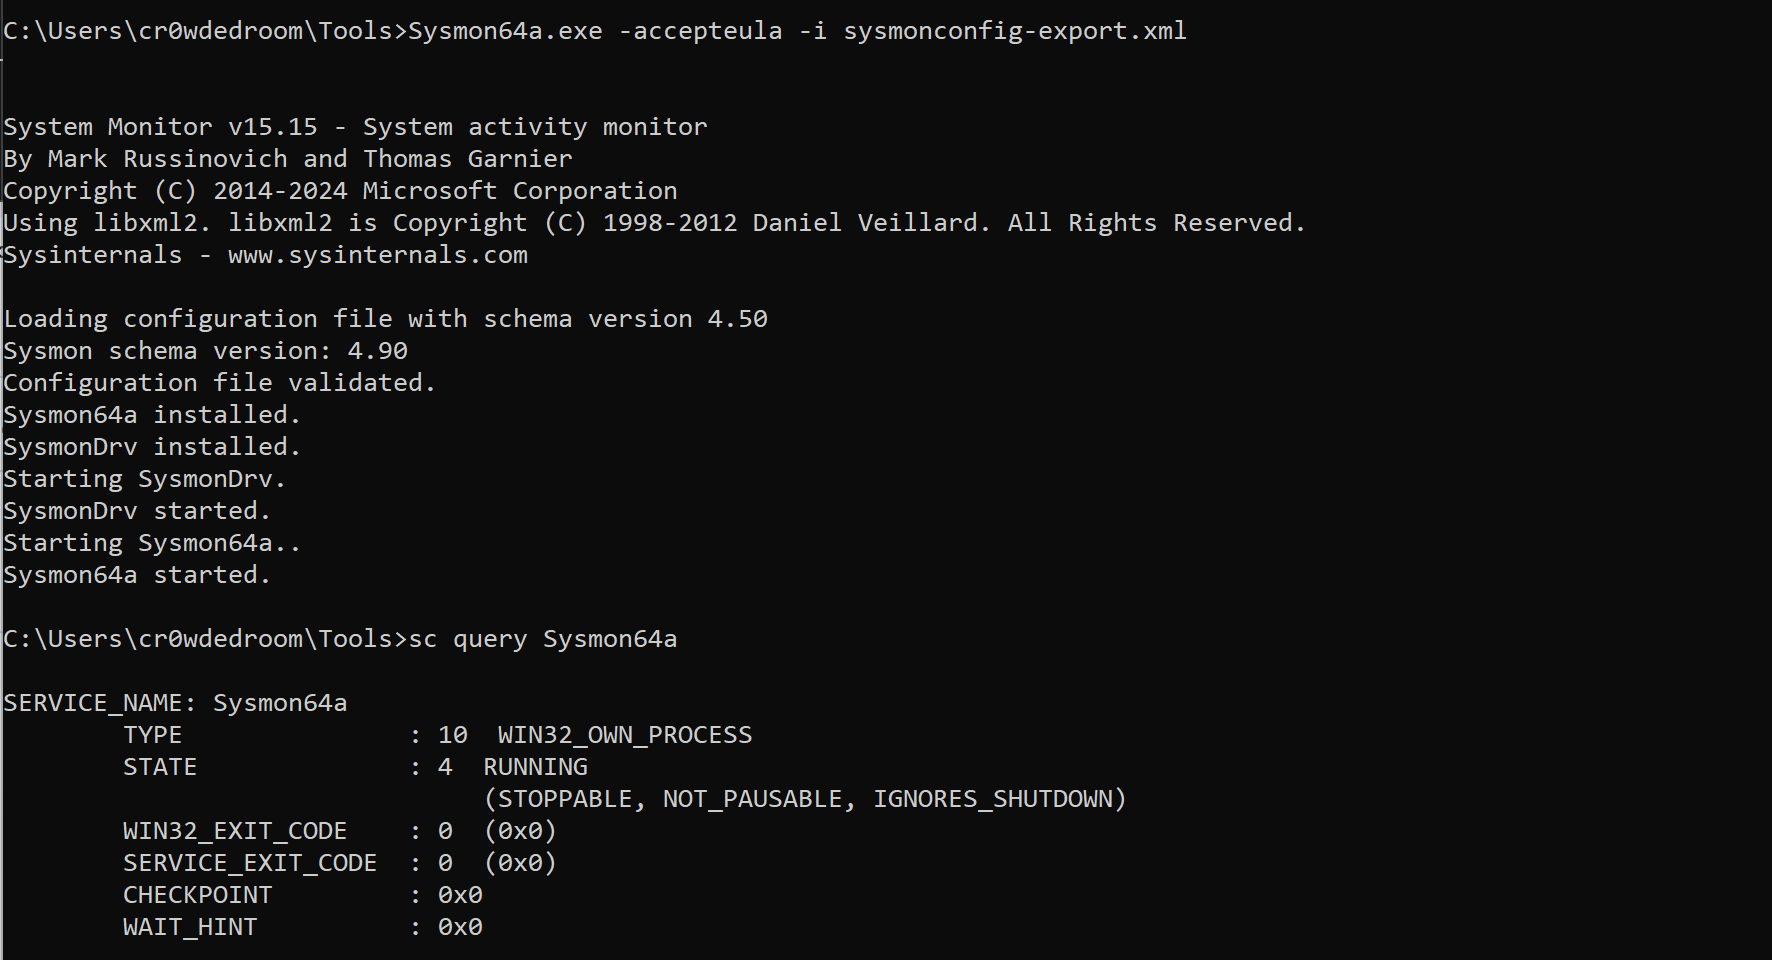 C:\Users\cr0wdedroom\Tools>Sysmon64a.exe -accepteula -i sysmonconfig-export.xml
System Monitor v15.15 - System activity monitor
By Mark Russinovich and Thomas Garnier
Copyright (C) 2014-2024 Microsoft Corporation
Using libxml2. libxml2 is Copyright (C) 1998-2012 Daniel Veillard. All Rights Reserved.
Sysinternals - www.sysinternals.com
Loading configuration file with schema version 4.50
Sysmon schema version: 4.90
Configuration file validated.
Sysmon64a installed.
SysmonDrv installed.
Starting SysmonDrv.
SysmonDrv started.
Starting Sysmon64a..
Sysmon64a started.
C:\Users\cr0wdedroom\Tools>sc query Sysmon64a
SERVICE_NAME: Sysmon64a
        TYPE               : 10  WIN32_OWN_PROCESS
        STATE              : 4  RUNNING
                                (STOPPABLE, NOT_PAUSABLE, IGNORES_SHUTDOWN)
        WIN32_EXIT_CODE    : 0  (0x0)
        SERVICE_EXIT_CODE  : 0  (0x0)
        CHECKPOINT         : 0x0
        WAIT_HINT          : 0x0